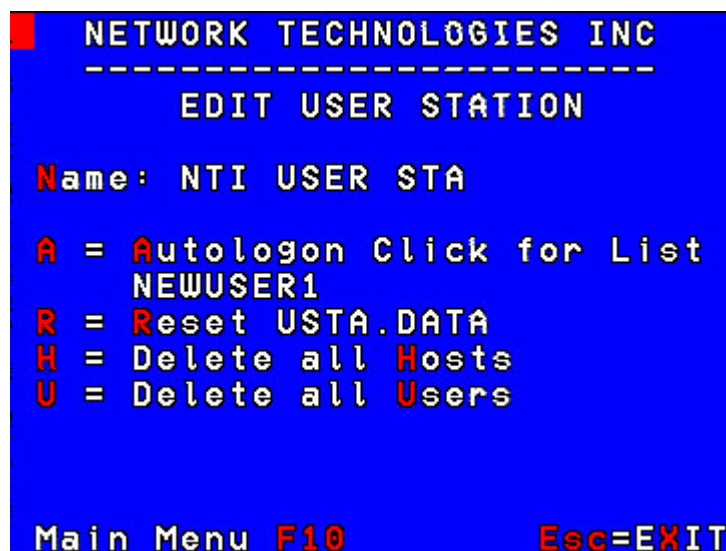 NETWORK TECHNOLOGIES INC
------------------------
EDIT USER STATION
Name: NTI USER STA
A = Autologon Click for List
NEWUSER1
R = Reset USTA.DATA
H = Delete all Hosts
U = Delete all Users
Main Menu F10 Esc=EXIT